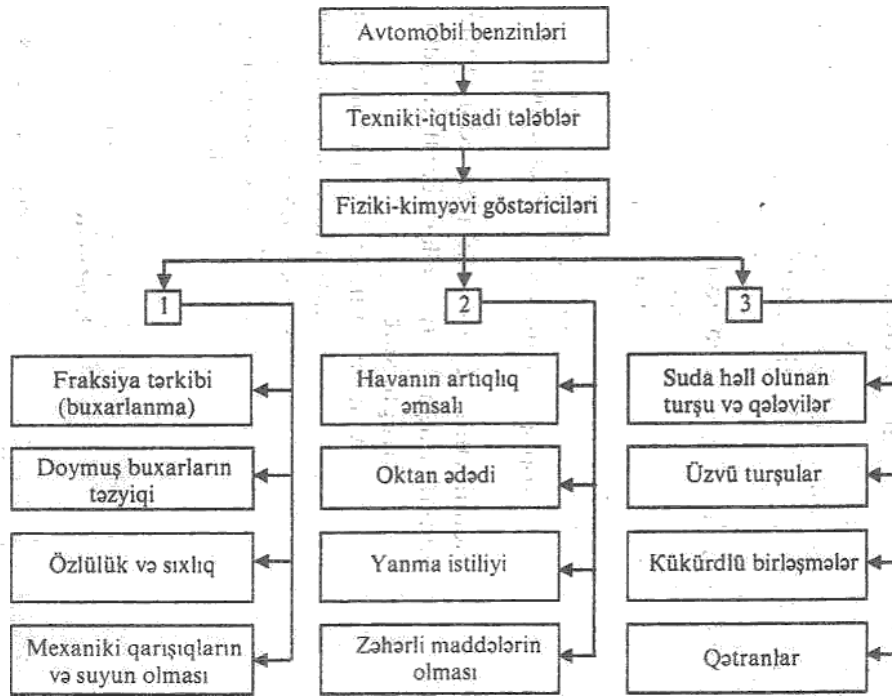 Avtomobil benzinləri
Texniki-iqtisadi tələblər
Fiziki-kimyəvi göstəriciləri
1
2
3
Fraksiya tərkibi
(buxarlanma)
Doymuş buxarların
təzyiqi
Özlülük və sıxlıq
Mexaniki qarışıqların
və suyun olması
Havanın artıqlıq
əmsalı
Oktan ədədi
Yanma istiliyi
Zəhərli maddələrin
olması
Suda həll olunan
turşu və qələvilər
Üzvü turşular
Kükürdlü birləşmələr
Qətranlar